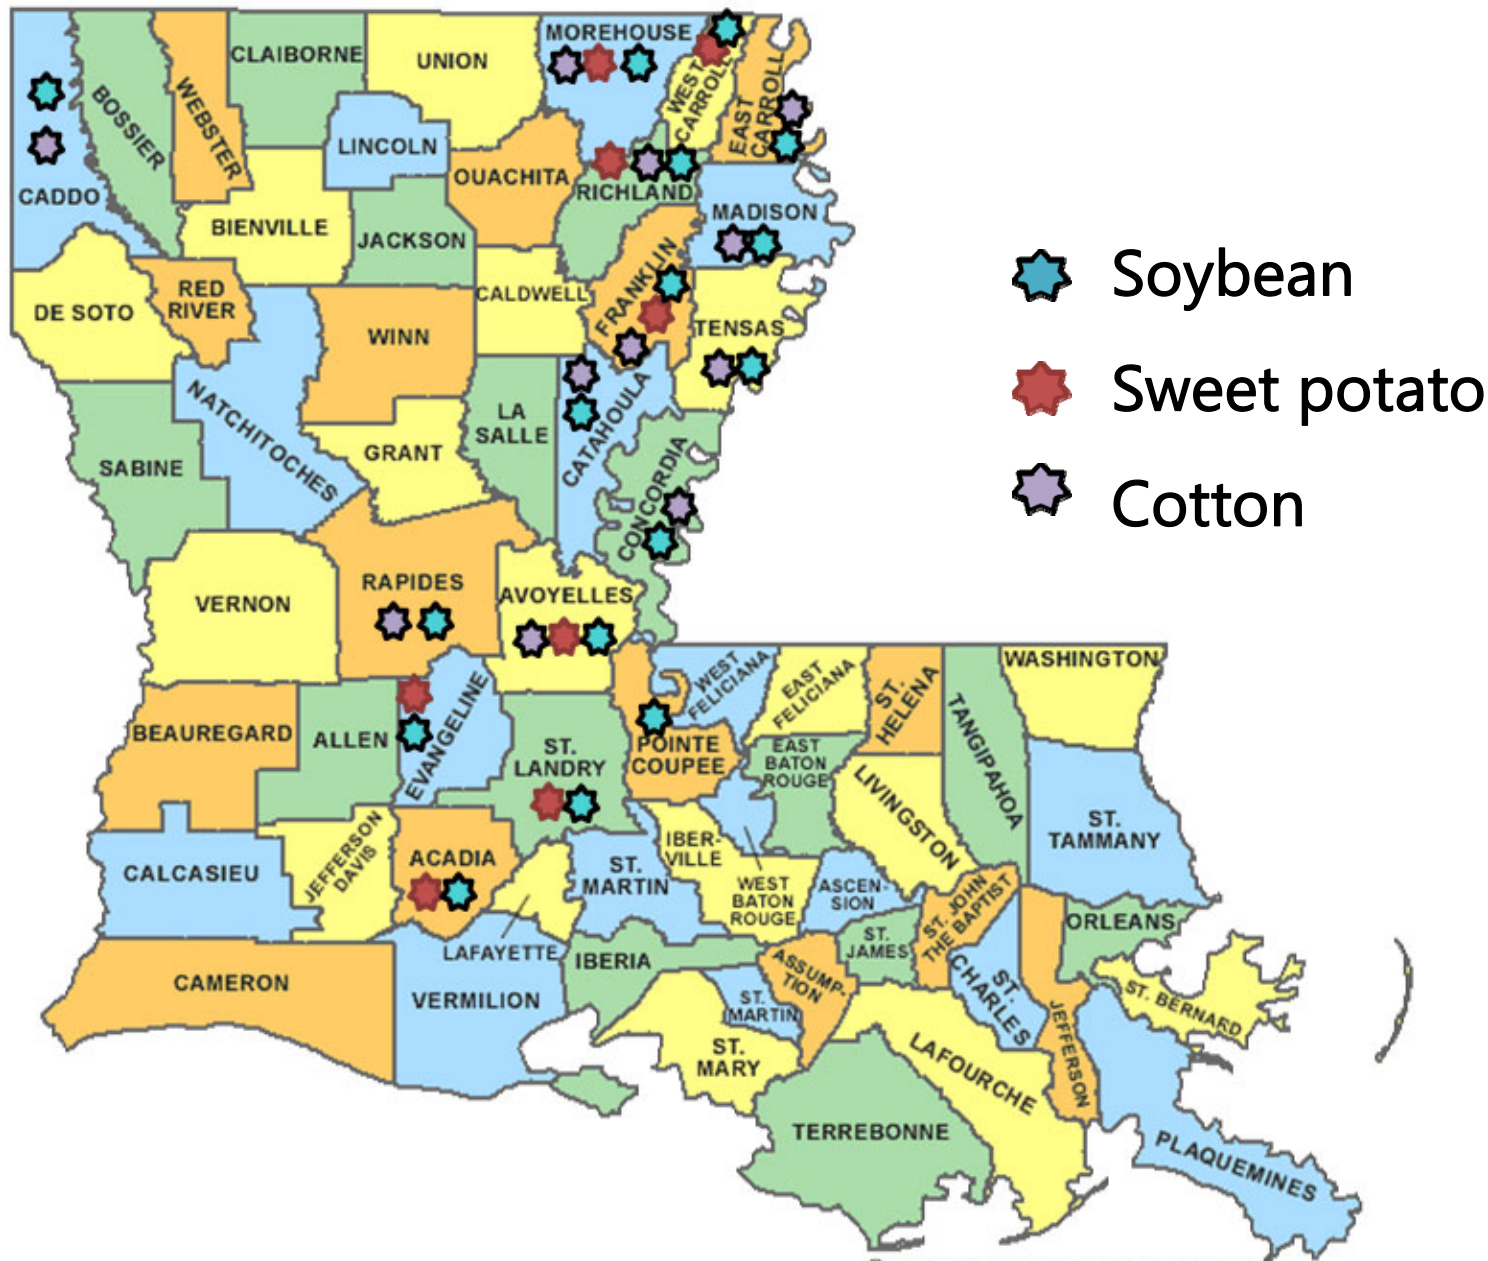 CLAIBORNE
UNION
MOREHOUSE
BOSSIER
WEBSTER
WEST
CARROLL
EAST
CARROLL
LINCOLN
CADDO
OUACHITA
RICHLAND
BIENVILLE
JACKSON
MADISON
Soybean
DE SOTO
RED
RIVER
CALDWELL
FRANKLIN
WINN
TENSAS
Sweet potato
NATCHITOCHES
LA
SALLE
CATAHOULA
SABINE
GRANT
CONCORDIA
Cotton
VERNON
RAPIDES
AVOYELLES
WEST
FELICIANA
EAST
FELICIANA
ST.
HELENA
WASHINGTON
BEAUREGARD
ALLEN
EVANGELINE
ST.
LANDRY
POINTE
COUPEE
EAST
BATON
ROUGE
TANGIPAHOA
LIVINGSTON
ST.
TAMMANY
CALCASIEU
JEFFERSON
DAVIS
ACADIA
ST.
MARTIN
IBER-
VILLE
WEST
BATON
ROUGE
ASCEN-
SION
ST. JOHN
THE BAPTIST
ORLEANS
LAFAYETTE
IBERIA
ST.
JAMES
CAMERON
VERMILION
ASSUMP-
TION
ST.
CHARLES
ST. BERNARD
ST.
MARTIN
JEFFERSON
ST.
MARY
LAFOURCHE
TERREBONNE
PLAQUEMINES